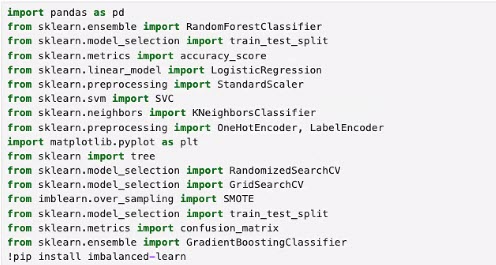 import pandas as pd
from sklearn.ensemble import RandomForestClassifier
from sklearn.model_selection import train_test_split
from sklearn.metrics import accuracy_score
from sklearn.linear_model import LogisticRegression
from sklearn.preprocessing import StandardScaler
from sklearn.svm import SVC
from sklearn.neighbors import KNeighborsClassifier
from sklearn.preprocessing import OneHotEncoder, LabelEncoder
import matplotlib.pyplot as plt
from sklearn import tree
from sklearn.model_selection import RandomizedSearchCV
from sklearn.model_selection import GridSearchCV
from imblearn.over_sampling import SMOTE
from sklearn.model_selection import train_test_split
from sklearn.metrics import confusion_matrix
from sklearn.ensemble import GradientBoostingClassifier
!pip install imbalanced-learn